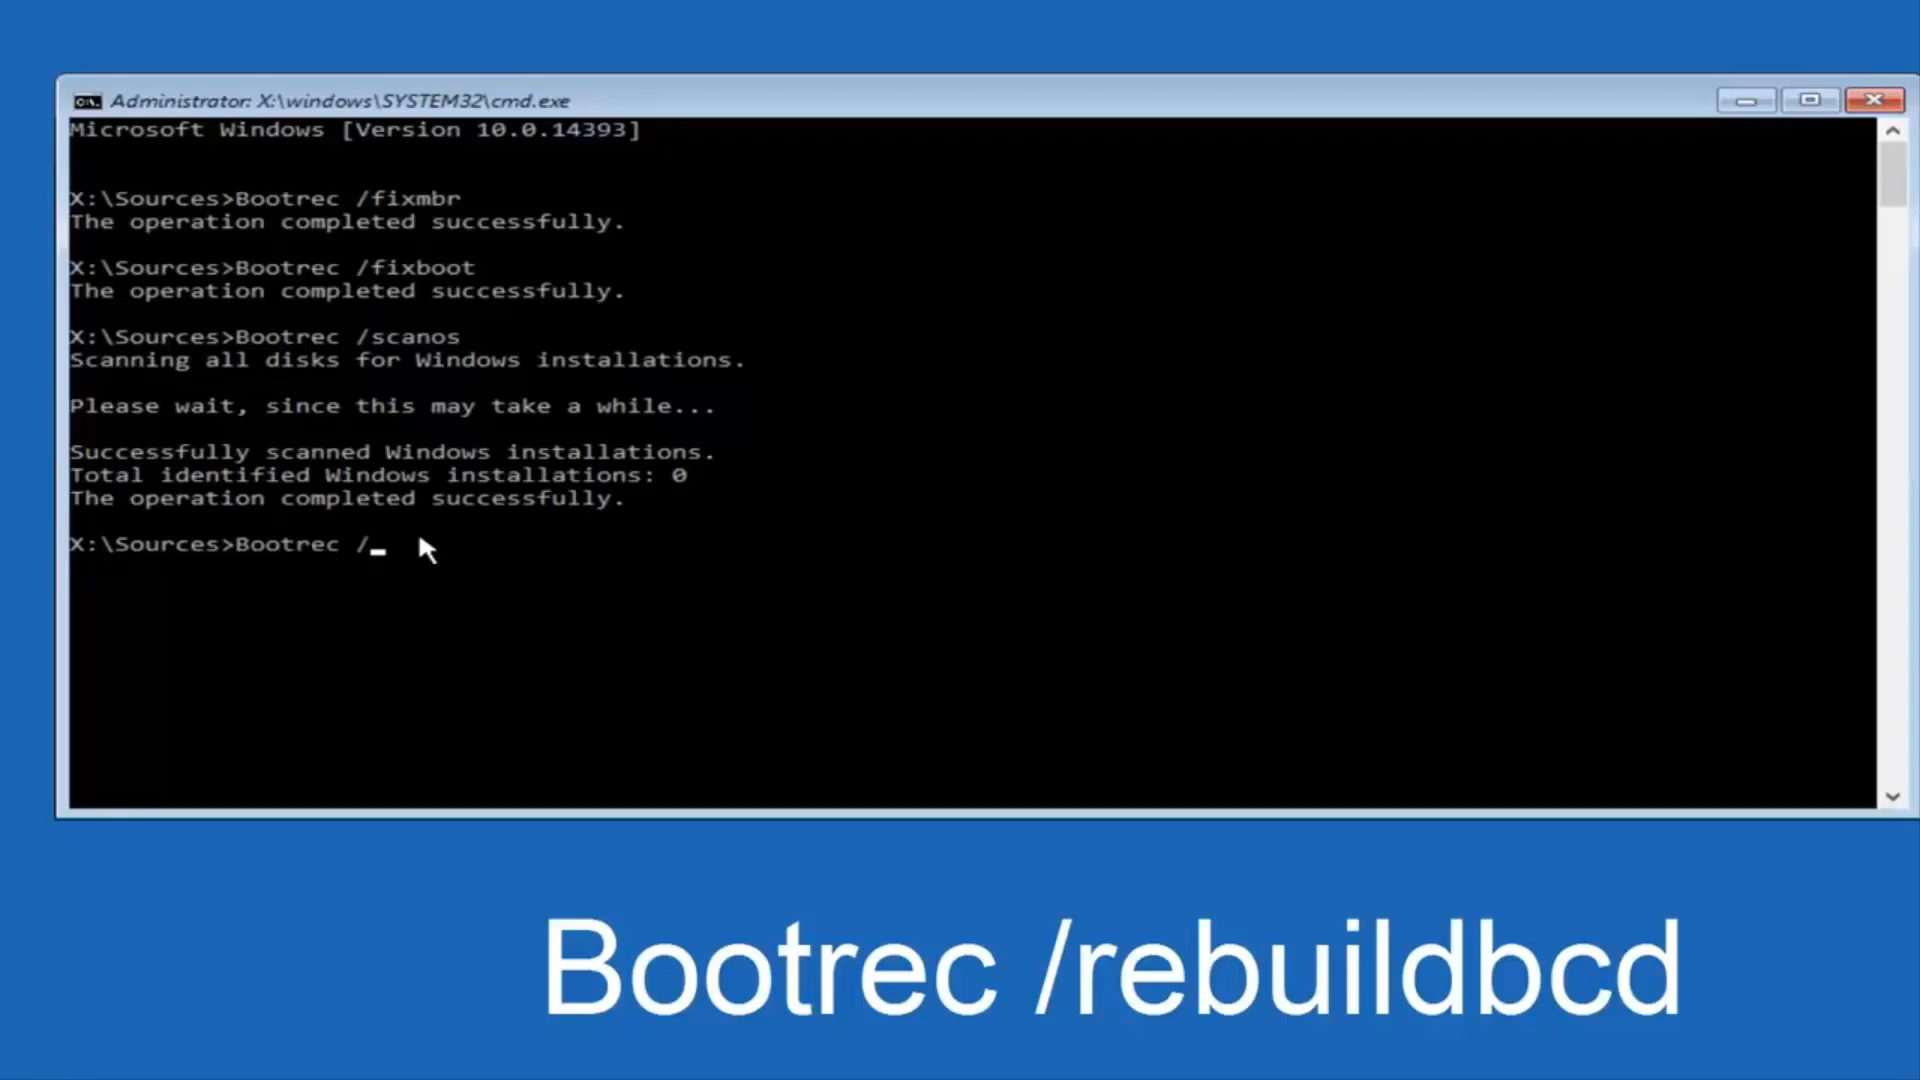 Administrator: X:\windows\SYSTEM32\cmd.exe
Microsoft Windows [Version 10.0.14393]
X:\Sources>Bootrec /fixmbr
The operation completed successfully.
X:\Sources>Bootrec /fixboot
The operation completed successfully.
X:\Sources>Bootrec /scanos
Scanning all disks for Windows installations.
Please wait, since this may take a while...
Successfully scanned Windows installations.
Total identified Windows installations: 0
The operation completed successfully.
X:\Sources>Bootrec /_
Bootrec /rebuildbcd